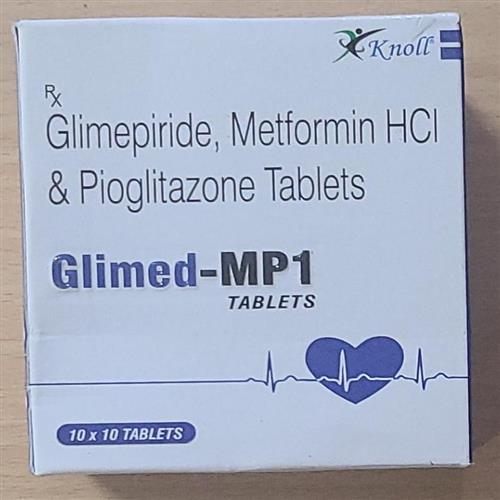 Knoll®
Rx
Glimepiride, Metformin HCl
& Pioglitazone Tablets
Glimed-MP1
TABLETS
10 x 10 TABLETS